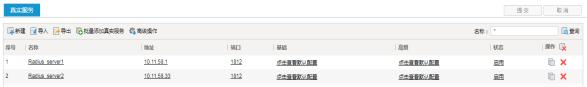 真实服务 提 交 取 消
新建 导入 导出 批量添加真实服务 高级操作 名称： * 查询
序号 名称 地址 端口 基础 层频 状态 操作
1 Radius_server1 10.11.58.1 1812 点击查看默认配置 点击查看默认配置 启用
2 Radius_server2 10.11.58.33 1812 点击查看默认配置 点击查看默认配置 启用